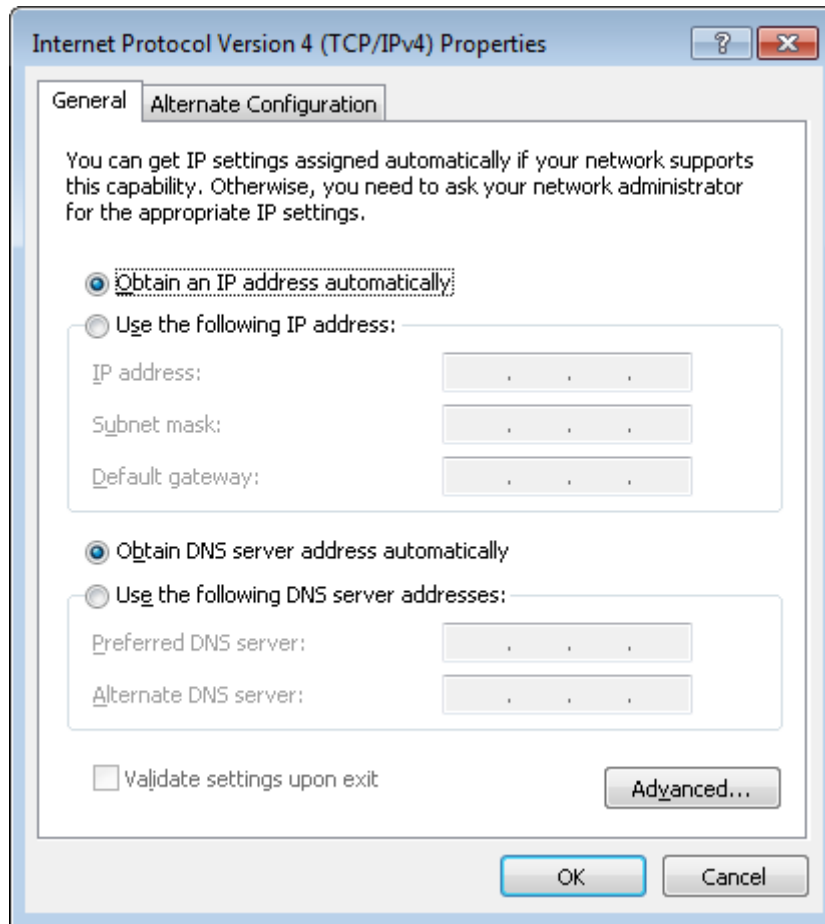 Internet Protocol Version 4 (TCP/IPv4) Properties
General
Alternate Configuration
You can get IP settings assigned automatically if your network supports
this capability. Otherwise, you need to ask your network administrator
for the appropriate IP settings.
Obtain an IP address automatically
Use the following IP address:
IP address:
Subnet mask:
Default gateway:
Obtain DNS server address automatically
Use the following DNS server addresses:
Preferred DNS server:
Alternate DNS server:
Validate settings upon exit
Advanced...
OK
Cancel